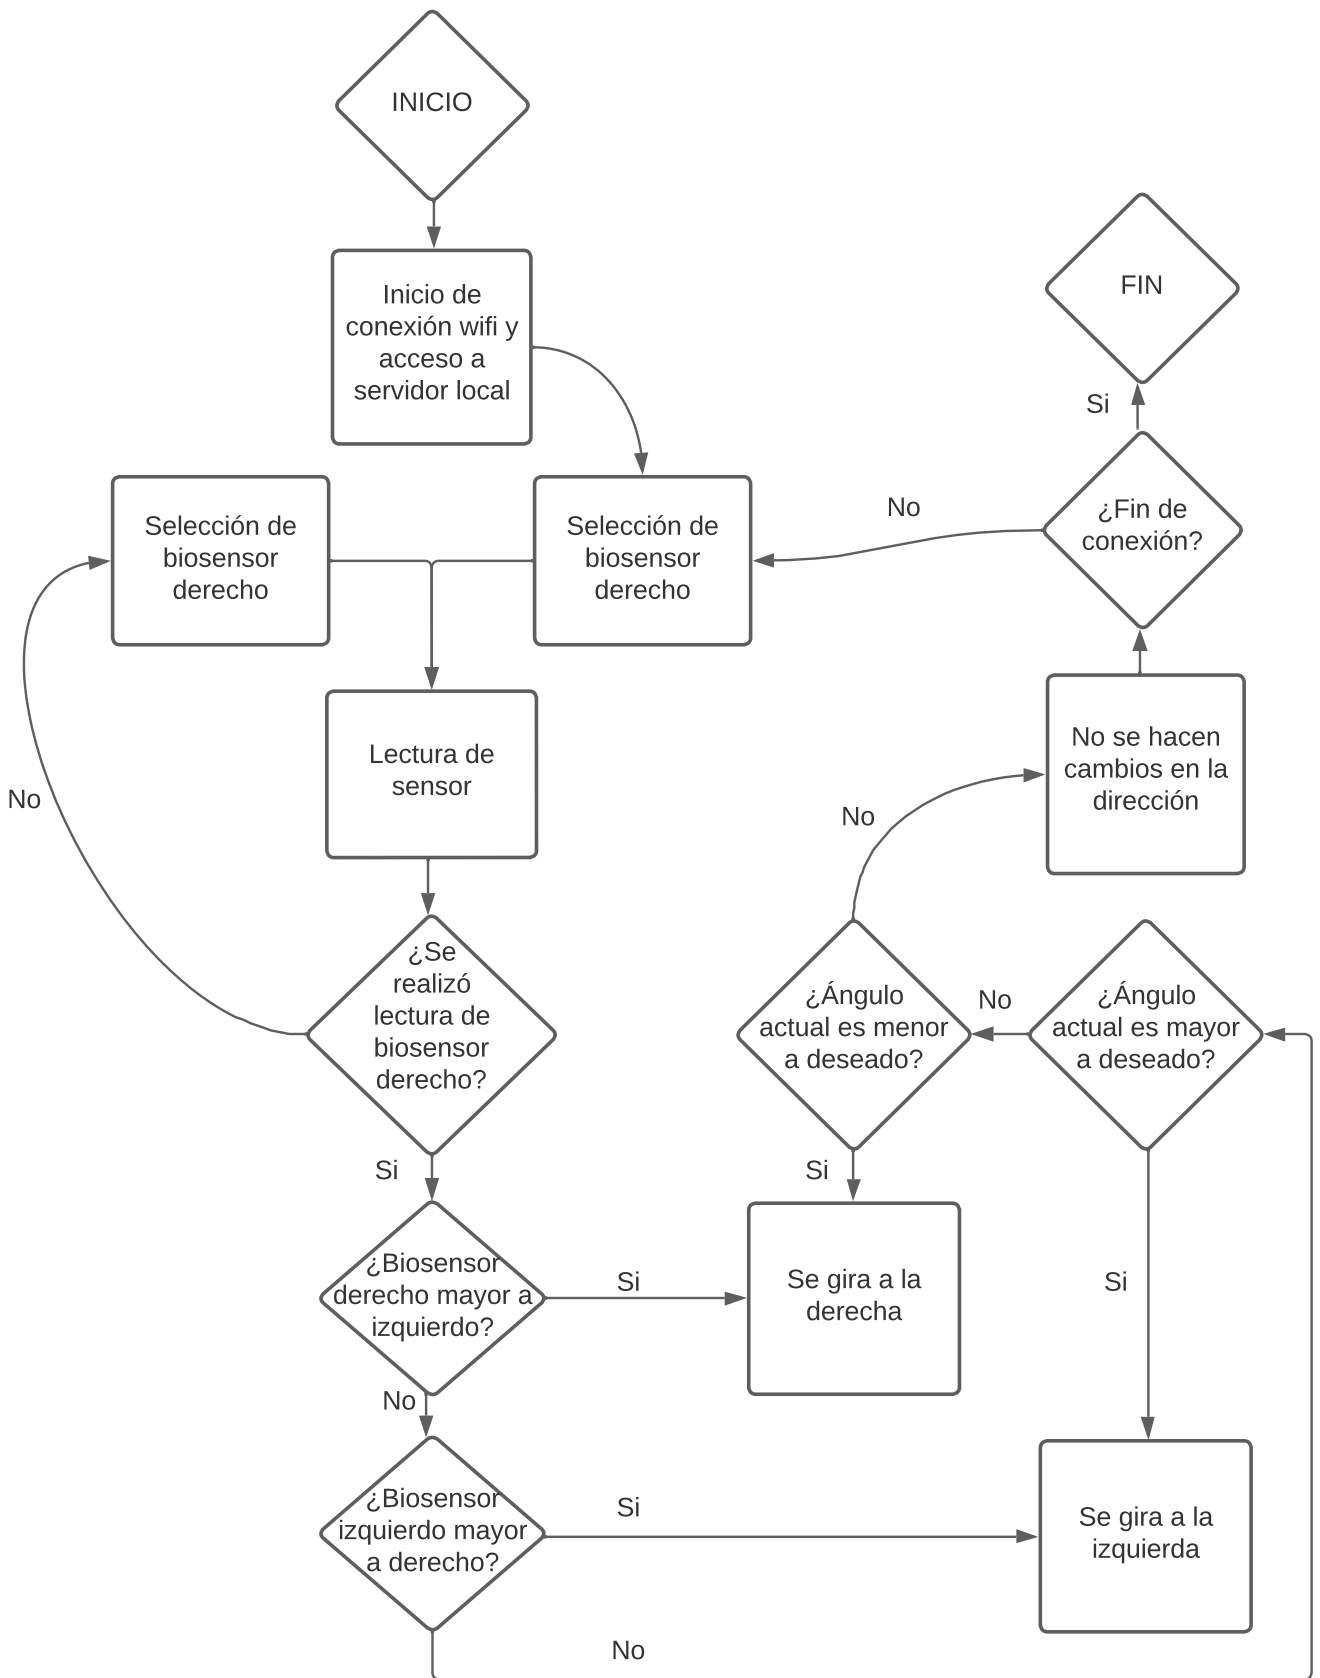 INICIO
Inicio de
conexión wifi y
acceso a
servidor local
FIN
Si
¿Fin de
conexión?
No
Selección de
biosensor
derecho
Selección de
biosensor
derecho
Lectura de
sensor
No
No se hacen
cambios en la
dirección
No
¿Se
realizó
lectura de
biosensor
derecho?
¿Ángulo
actual es menor
a deseado?
No
¿Ángulo
actual es mayor
a deseado?
Si
Si
¿Biosensor
derecho mayor a
izquierdo?
Si
Se gira a la
derecha
Si
No
¿Biosensor
izquierdo mayor
a derecho?
Si
Se gira a la
izquierda
No